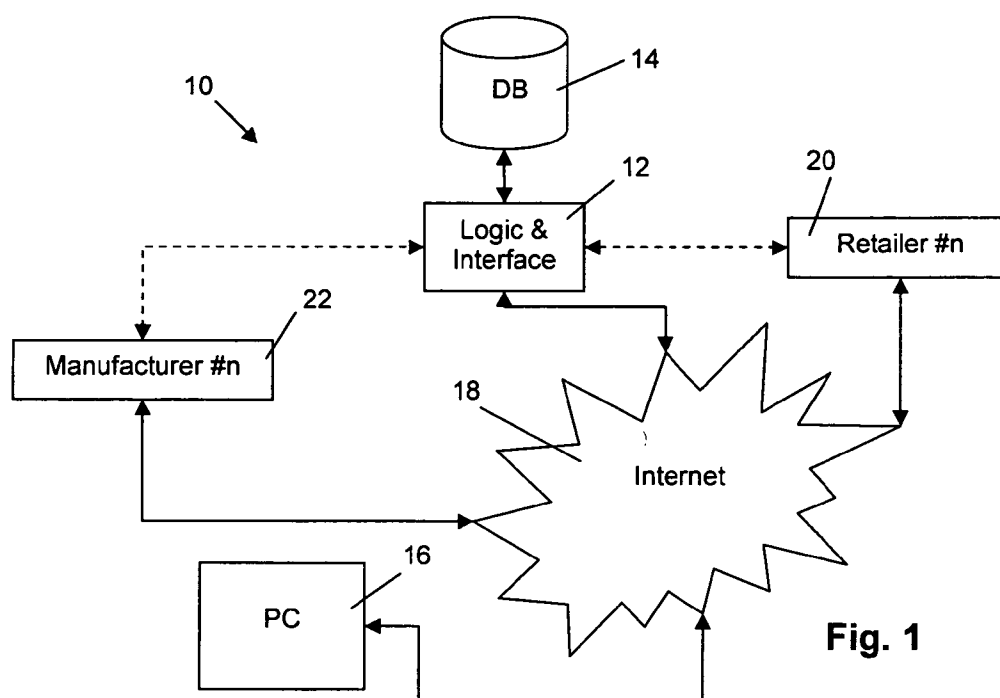 DB
14
10
12
20
Logic &
Interface
Retailer #n
22
Manufacturer #n
18
Internet
16
PC
Fig. 1